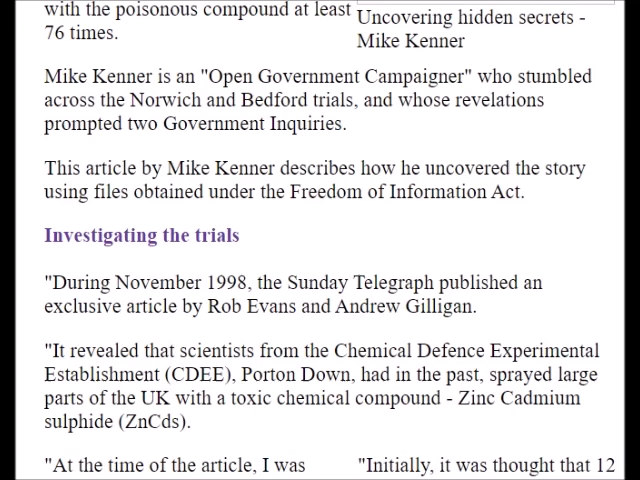 with the poisonous compound at least
76 times.
Uncovering hidden secrets -
Mike Kenner
Mike Kenner is an "Open Government Campaigner" who stumbled
across the Norwich and Bedford trials, and whose revelations
prompted two Government Inquiries.
This article by Mike Kenner describes how he uncovered the story
using files obtained under the Freedom of Information Act.
Investigating the trials
"During November 1998, the Sunday Telegraph published an
exclusive article by Rob Evans and Andrew Gilligan.
"It revealed that scientists from the Chemical Defence Experimental
Establishment (CDEE), Porton Down, had in the past, sprayed large
parts of the UK with a toxic chemical compound - Zinc Cadmium
sulphide (ZnCds).
"At the time of the article, I was
"Initially, it was thought that 12